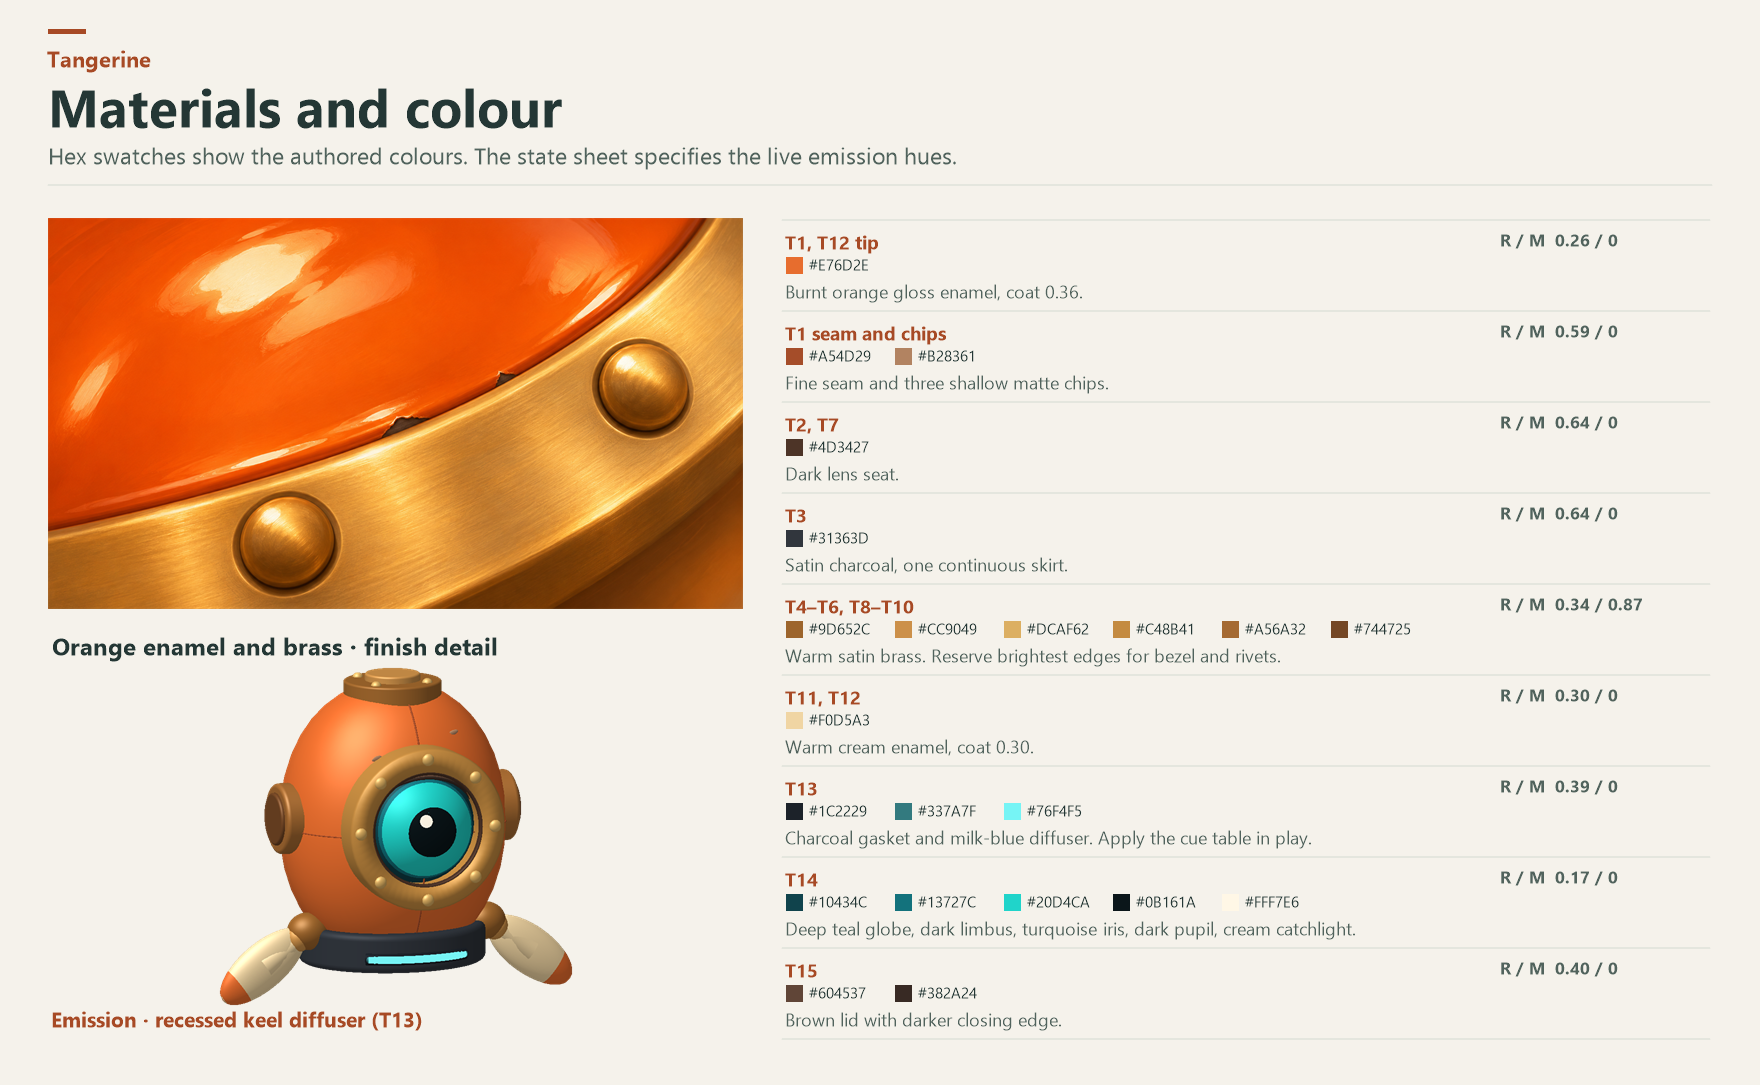 Tangerine
Materials and colour
Hex swatches show the authored colours. The state sheet specifies the live emission hues.
Orange enamel and brass · finish detail
Emission · recessed keel diffuser (T13)
T1, T12 tip
R / M 0.26 / 0
#E76D2E
Burnt orange gloss enamel, coat 0.36.
T1 seam and chips
R / M 0.59 / 0
#A54D29 #B28361
Fine seam and three shallow matte chips.
T2, T7
R / M 0.64 / 0
#4D3427
Dark lens seat.
T3
R / M 0.64 / 0
#31363D
Satin charcoal, one continuous skirt.
T4–T6, T8–T10
R / M 0.34 / 0.87
#9D652C #CC9049 #DCAF62 #C48B41 #A56A32 #744725
Warm satin brass. Reserve brightest edges for bezel and rivets.
T11, T12
R / M 0.30 / 0
#F0D5A3
Warm cream enamel, coat 0.30.
T13
R / M 0.39 / 0
#1C2229 #337A7F #76F4F5
Charcoal gasket and milk-blue diffuser. Apply the cue table in play.
T14
R / M 0.17 / 0
#10434C #13727C #20D4CA #0B161A #FFF7E6
Deep teal globe, dark limbus, turquoise iris, dark pupil, cream catchlight.
T15
R / M 0.40 / 0
#604537 #382A24
Brown lid with darker closing edge.